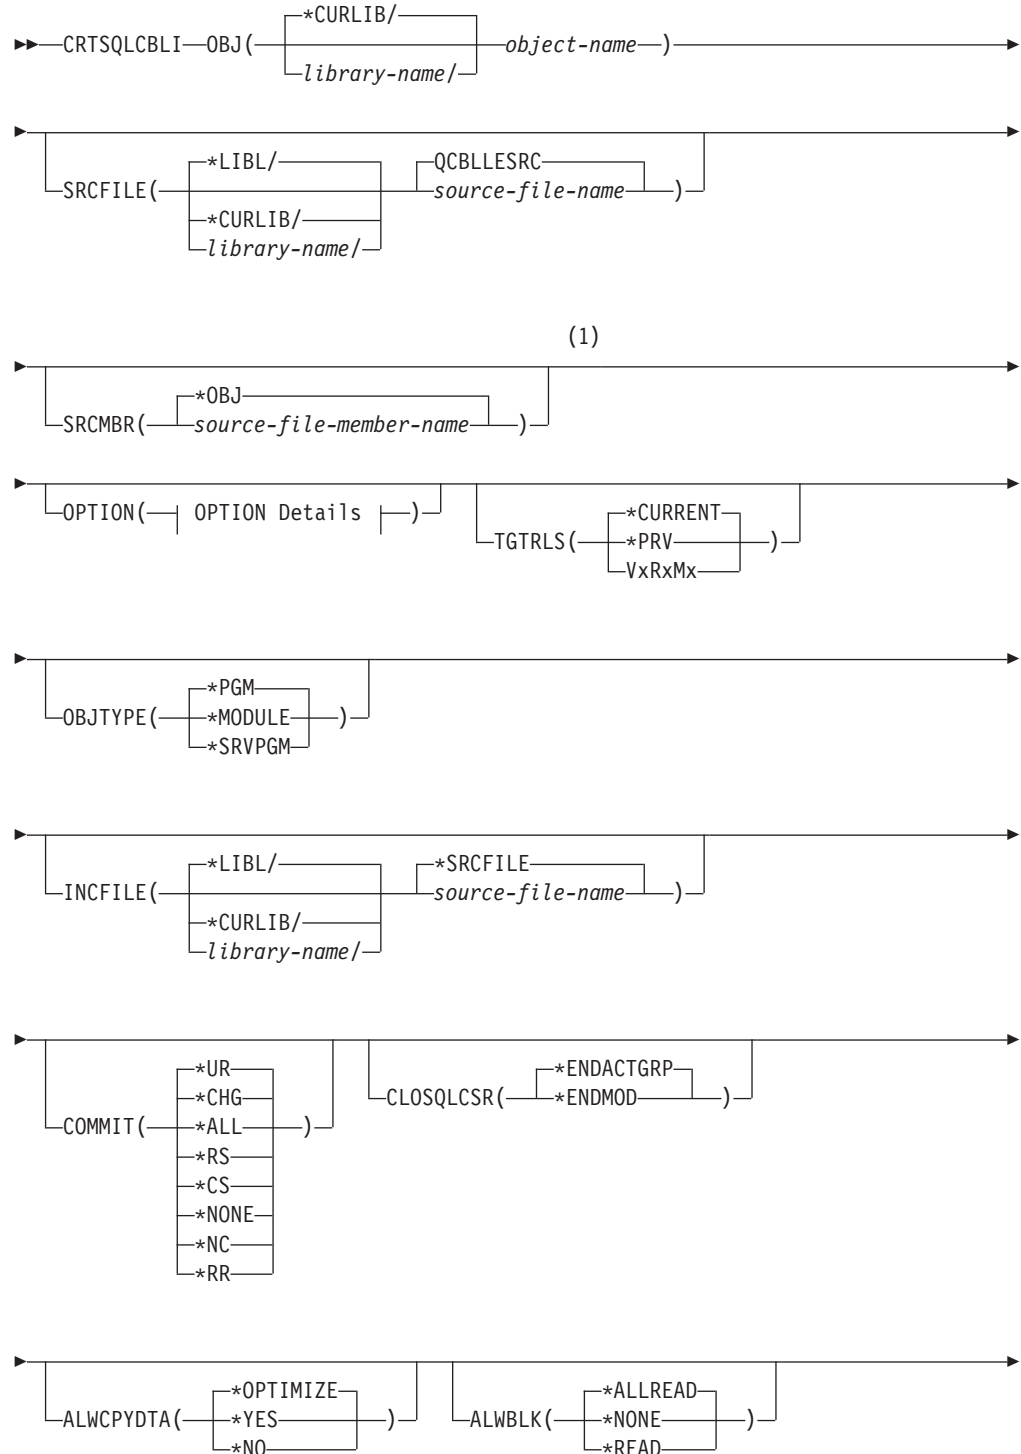 *CURLIB/
CRTSQLCBLI OBJ( object-name )
library-name/
*LIBL/ QCBLLESRC
SRCFILE( source-file-name )
*CURLIB/
library-name/
(1)
*OBJ
SRCMBR( source-file-member-name )
OPTION( OPTION Details ) *CURRENT
TGTRLS( *PRV )
VxRxMx
*PGM
OBJTYPE( *MODULE )
*SRVPGM
*LIBL/ *SRCFILE
INCFILE( source-file-name )
*CURLIB/
library-name/
*UR *ENDACTGRP
*CHG CLOSQLCSR( *ENDMOD )
COMMIT( *ALL )
*RS
*CS
*NONE
*NC
*RR
*OPTIMIZE *ALLREAD
ALWCPYDTA( *YES ) ALWBLK( *NONE )
*NO *READ